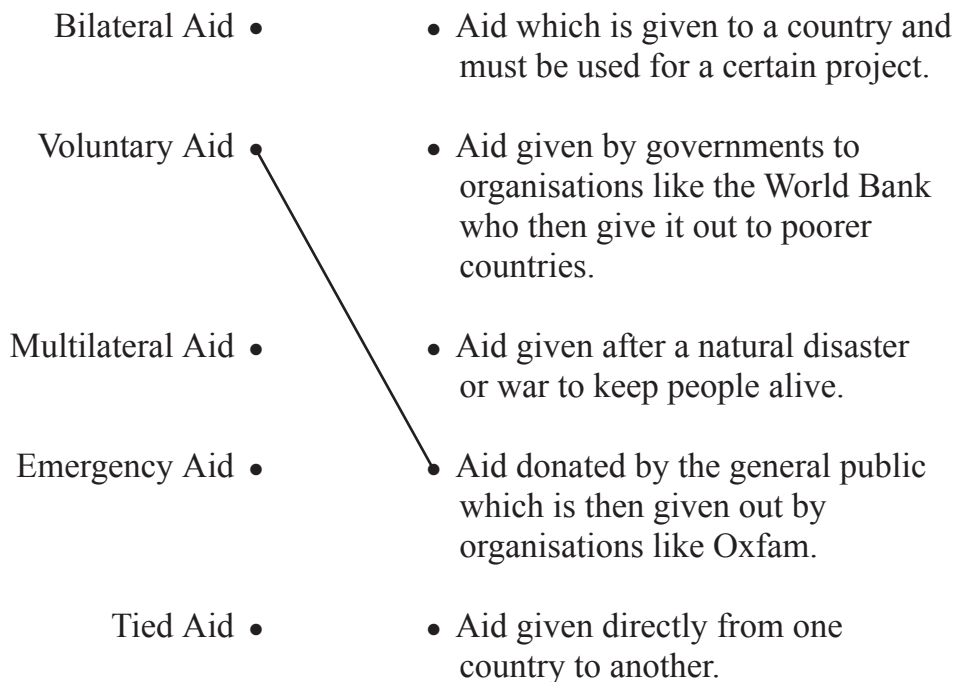 Bilateral Aid • • Aid which is given to a country and
must be used for a certain project.
Voluntary Aid • • Aid given by governments to
organisations like the World Bank
who then give it out to poorer
countries.
Multilateral Aid • • Aid given after a natural disaster
or war to keep people alive.
Emergency Aid • • Aid donated by the general public
which is then given out by
organisations like Oxfam.
Tied Aid • • Aid given directly from one
country to another.